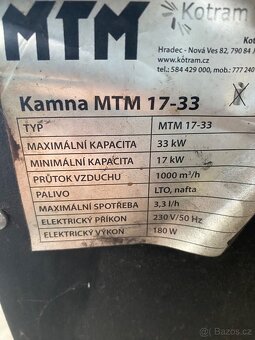 MTM
Kotram
Hradec - Nová Ves 82, 790 84
www.kotram.cz
tel.: 584 429 000, mob.: 777 240
Kamna MTM 17-33
TYP MTM 17-33
MAXIMÁLNÍ KAPACITA 33 kW
MINIMÁLNÍ KAPACITA 17 kW
PRŮTOK VZDUCHU 1000 m³/h
PALIVO LTO, nafta
MAXIMÁLNÍ SPOTŘEBA 3,3 l/h
ELEKTRICKÝ PŘÍKON 230 V/50 Hz
ELEKTRICKÝ VÝKON 180 W
Bazoš.cz